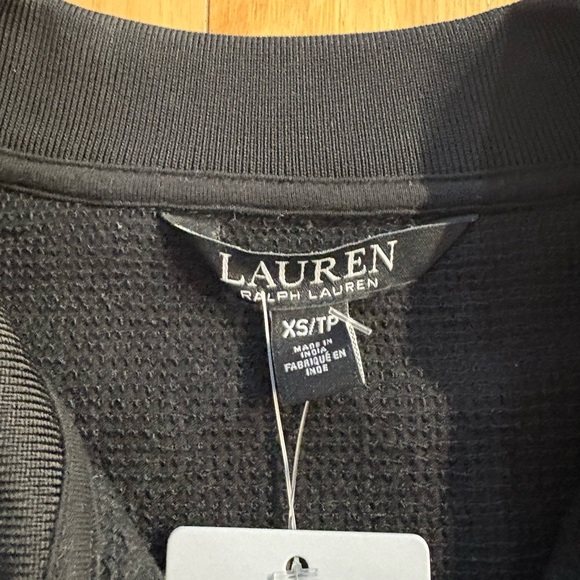 LAUREN
RALPH LAUREN
XS/TP
MADE IN
INDIA
FABRIQUÉ EN
INDE